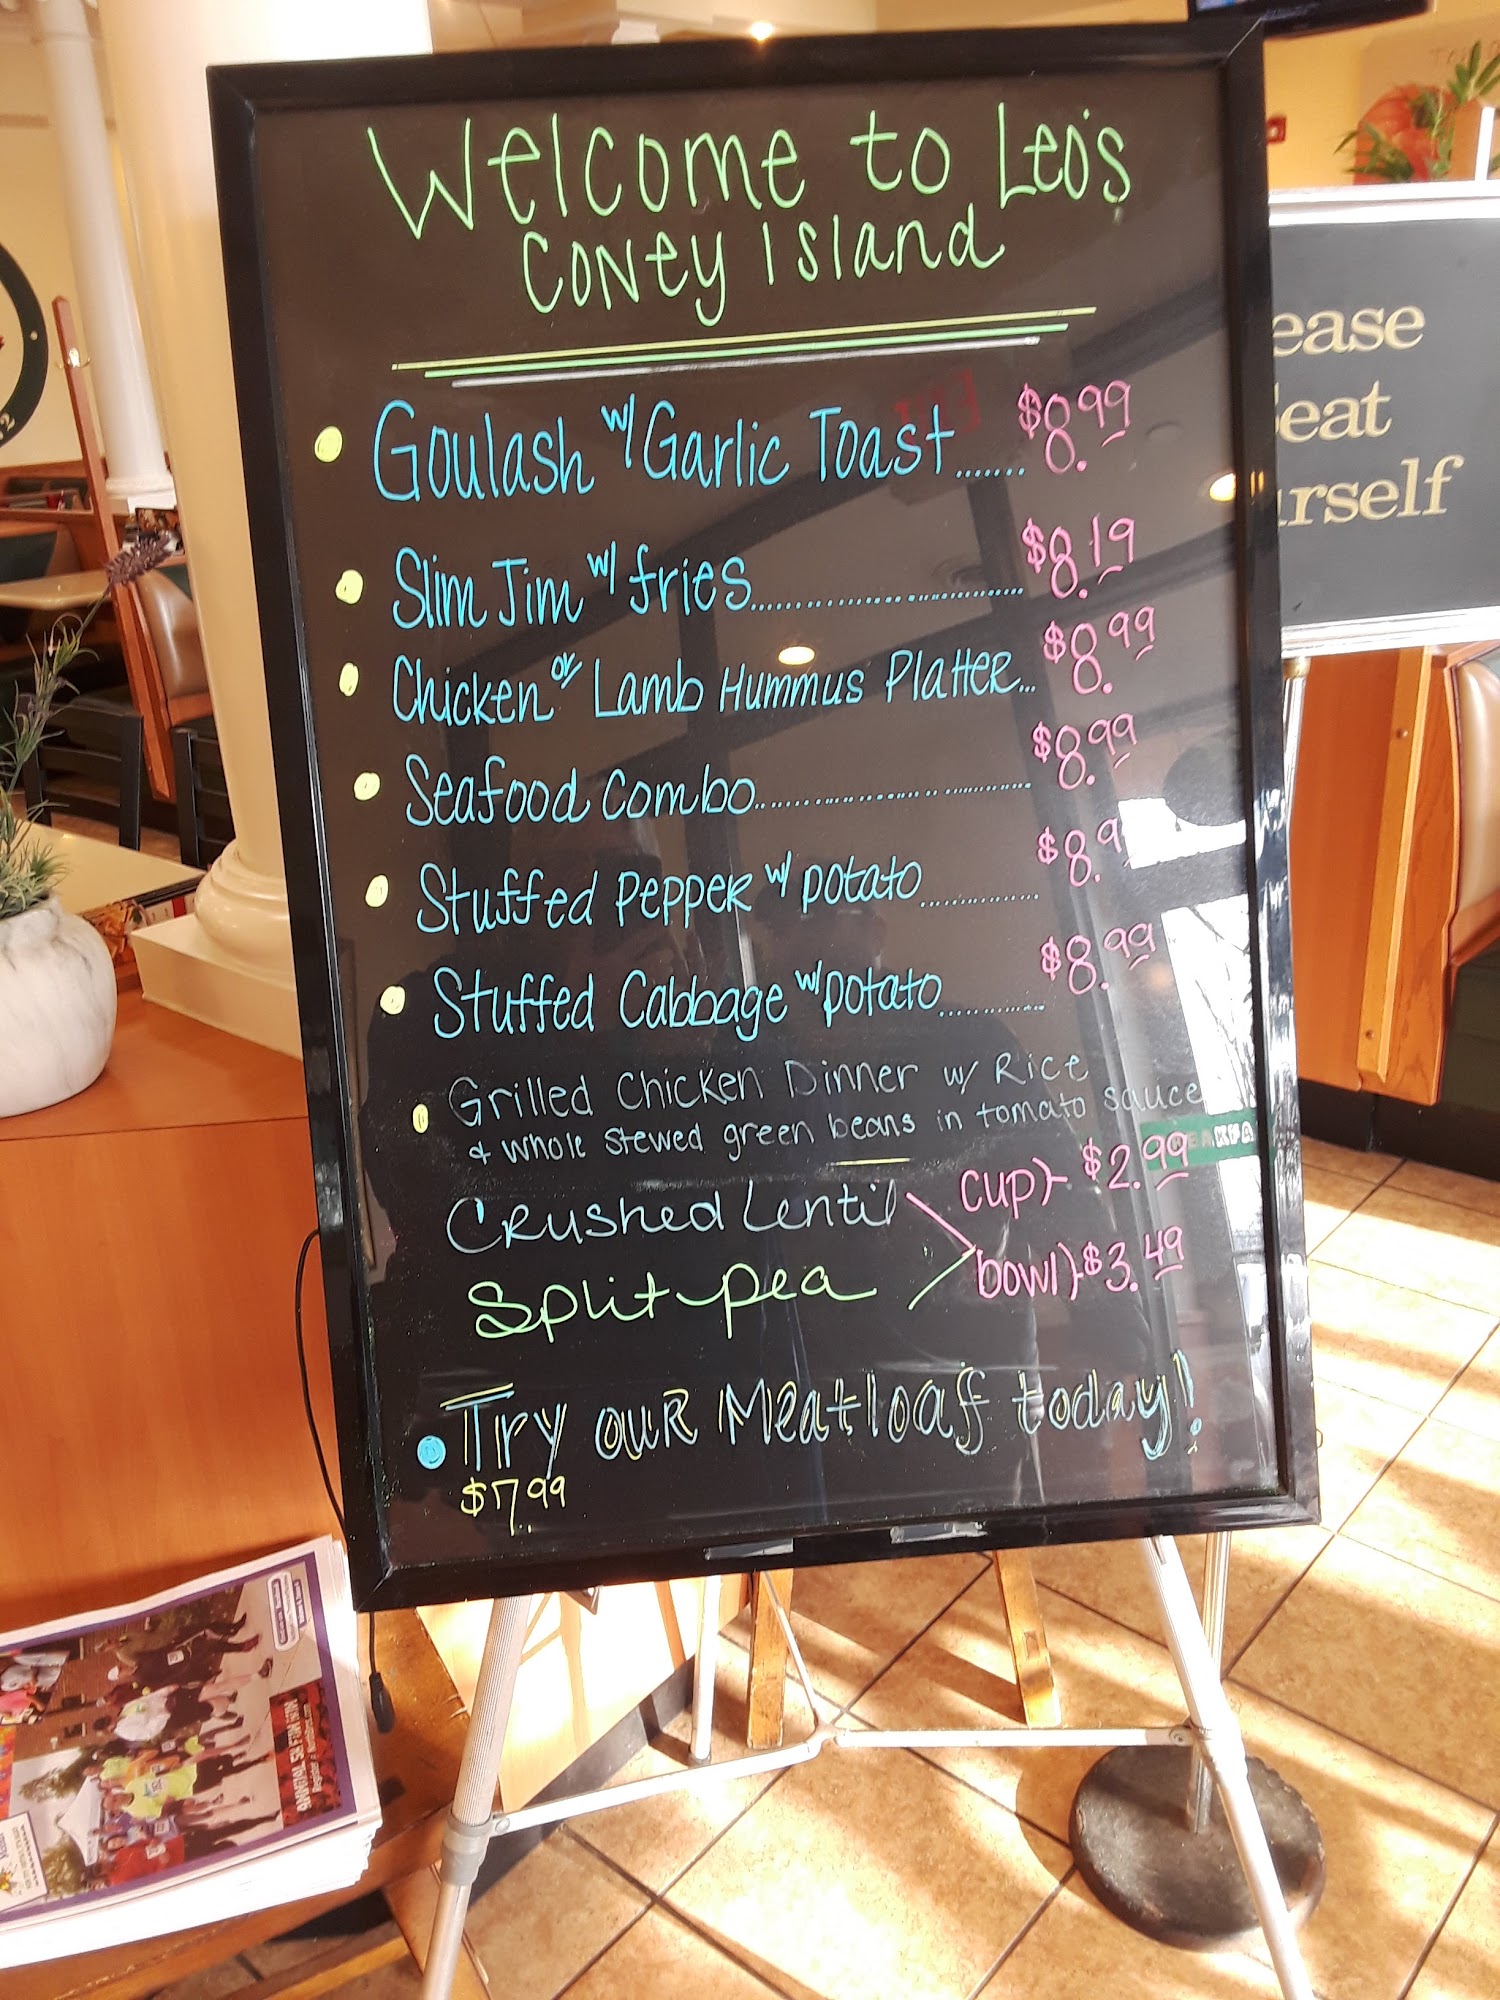 Welcome to Leo's
Coney Island
Goulash w/ Garlic Toast....... $8.99
Slim Jim w/ fries.............................. $8.19
Chicken or Lamb Hummus Platter... $8.99
Seafood Combo.............................. $8.99
Stuffed Pepper w/ potato.............. $8.9
Stuffed Cabbage w/ potato............ $8.99
Grilled Chicken Dinner w/ Rice
& whole stewed green beans in tomato sauce
Crushed Lentil
Split pea
cup}- $2.99
bowl}- $3.49
Try our Meatloaf today!
$7.99
ease
eat
rself